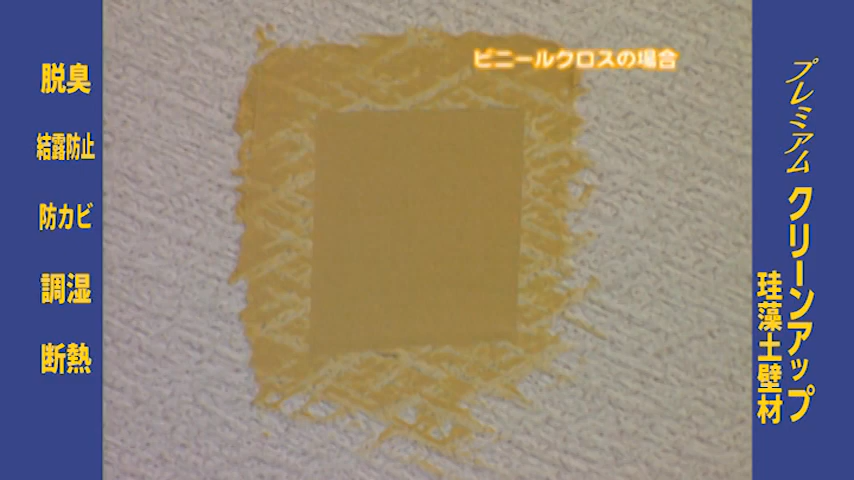 ビニールクロスの場合
脱臭
結露防止
防カビ
調湿
断熱
プレミアム クリーンアップ
珪藻土壁材